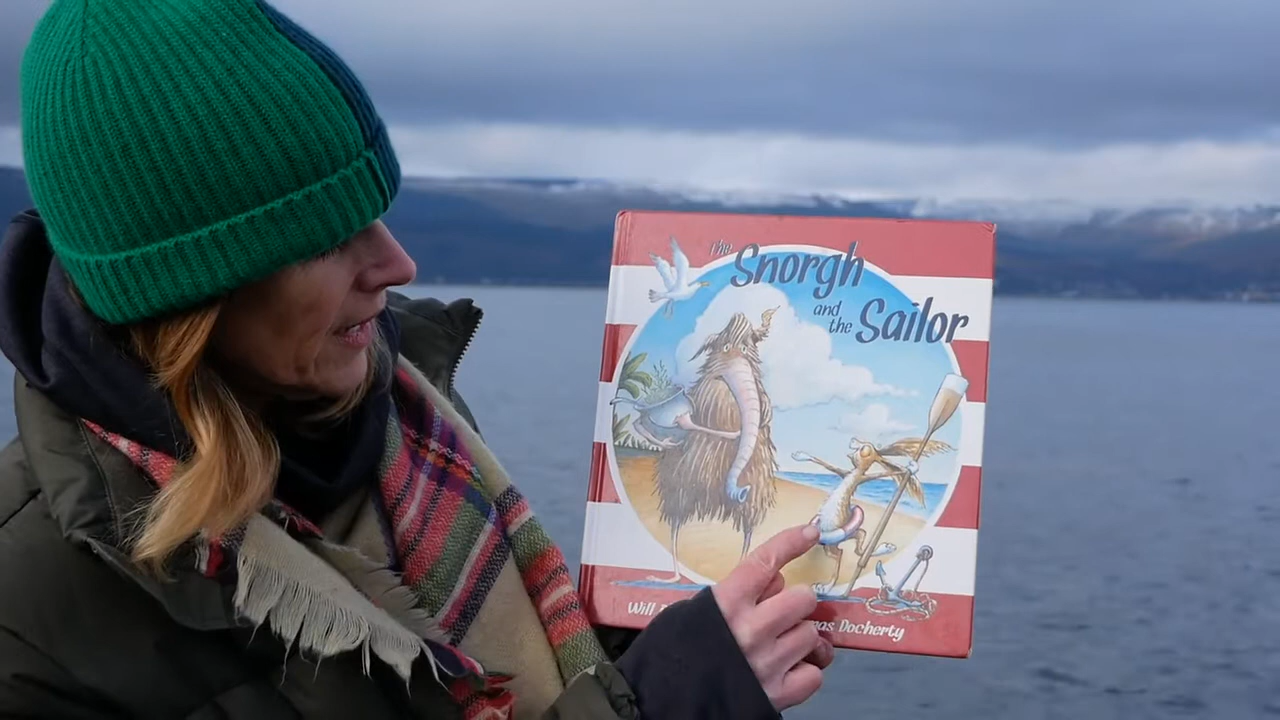 The
Snorgh
and
the Sailor
Will
Docherty